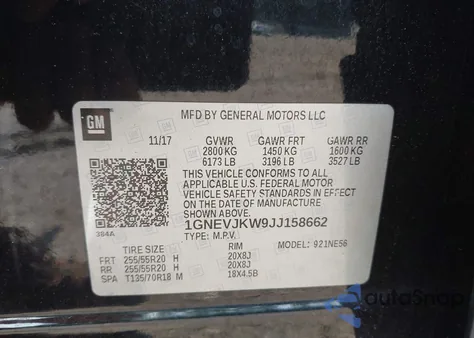 GM
MFD BY GENERAL MOTORS LLC
11/17 GVWR GAWR FRT GAWR RR
2800 KG 1450 KG 1600 KG
6173 LB 3196 LB 3527 LB
THIS VEHICLE CONFORMS TO ALL
APPLICABLE U.S. FEDERAL MOTOR
VEHICLE SAFETY STANDARDS IN EFFECT ON THE
DATE OF MANUFACTURE SHOWN ABOVE.
384A
1GNEVJKW9JJ158662
TYPE: M.P.V. MODEL: 921NE56
TIRE SIZE RIM
FRT 255/55R20 H 20X8J
RR 255/55R20 H 20X8J
SPA T135/70R18 M 18X4.5B
autoSnap